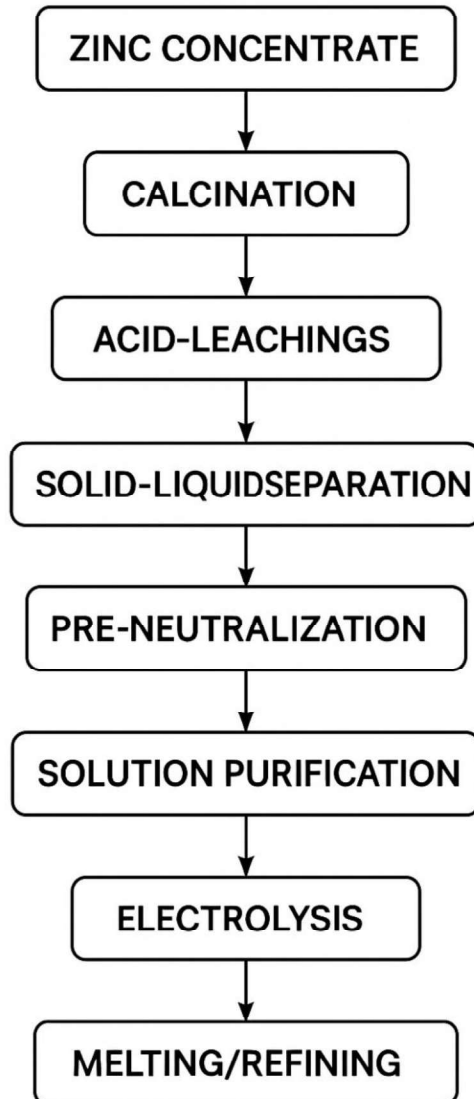 ZINC CONCENTRATE
CALCINATION
ACID-LEACHINGS
SOLID-LIQUIDSEPARATION
PRE-NEUTRALIZATION
SOLUTION PURIFICATION
ELECTROLYSIS
MELTING/REFINING